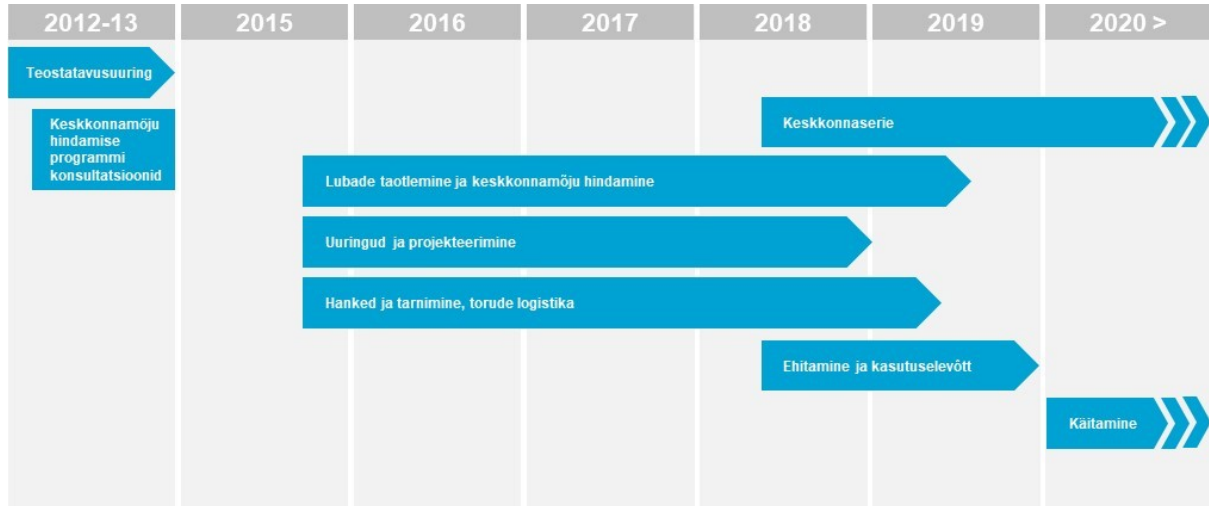 2012-13 2015 2016 2017 2018 2019 2020 >
Teostatavusuuring
Keskkonnamõju
hindamise
programmi
konsultatsioonid
Keskkonnaserie
Lubade taotlemine ja keskkonnamõju hindamine
Uuringud ja projekteerimine
Hanked ja tarnimine, torude logistika
Ehitamine ja kasutuselevôtt
Käitamine